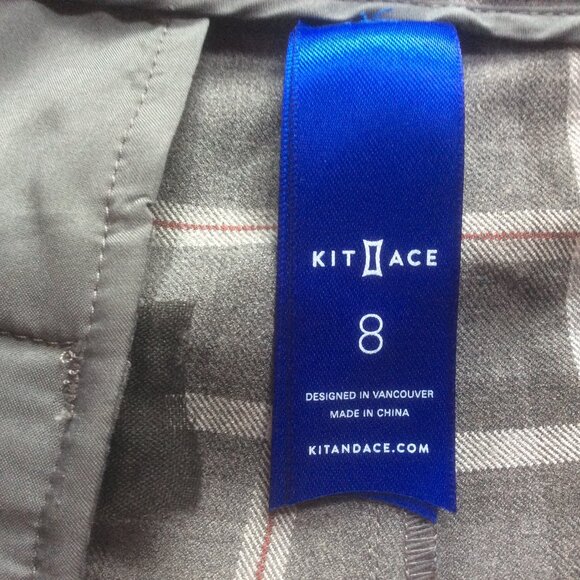 KIT ACE
8
DESIGNED IN VANCOUVER
MADE IN CHINA
KITANDACE.COM